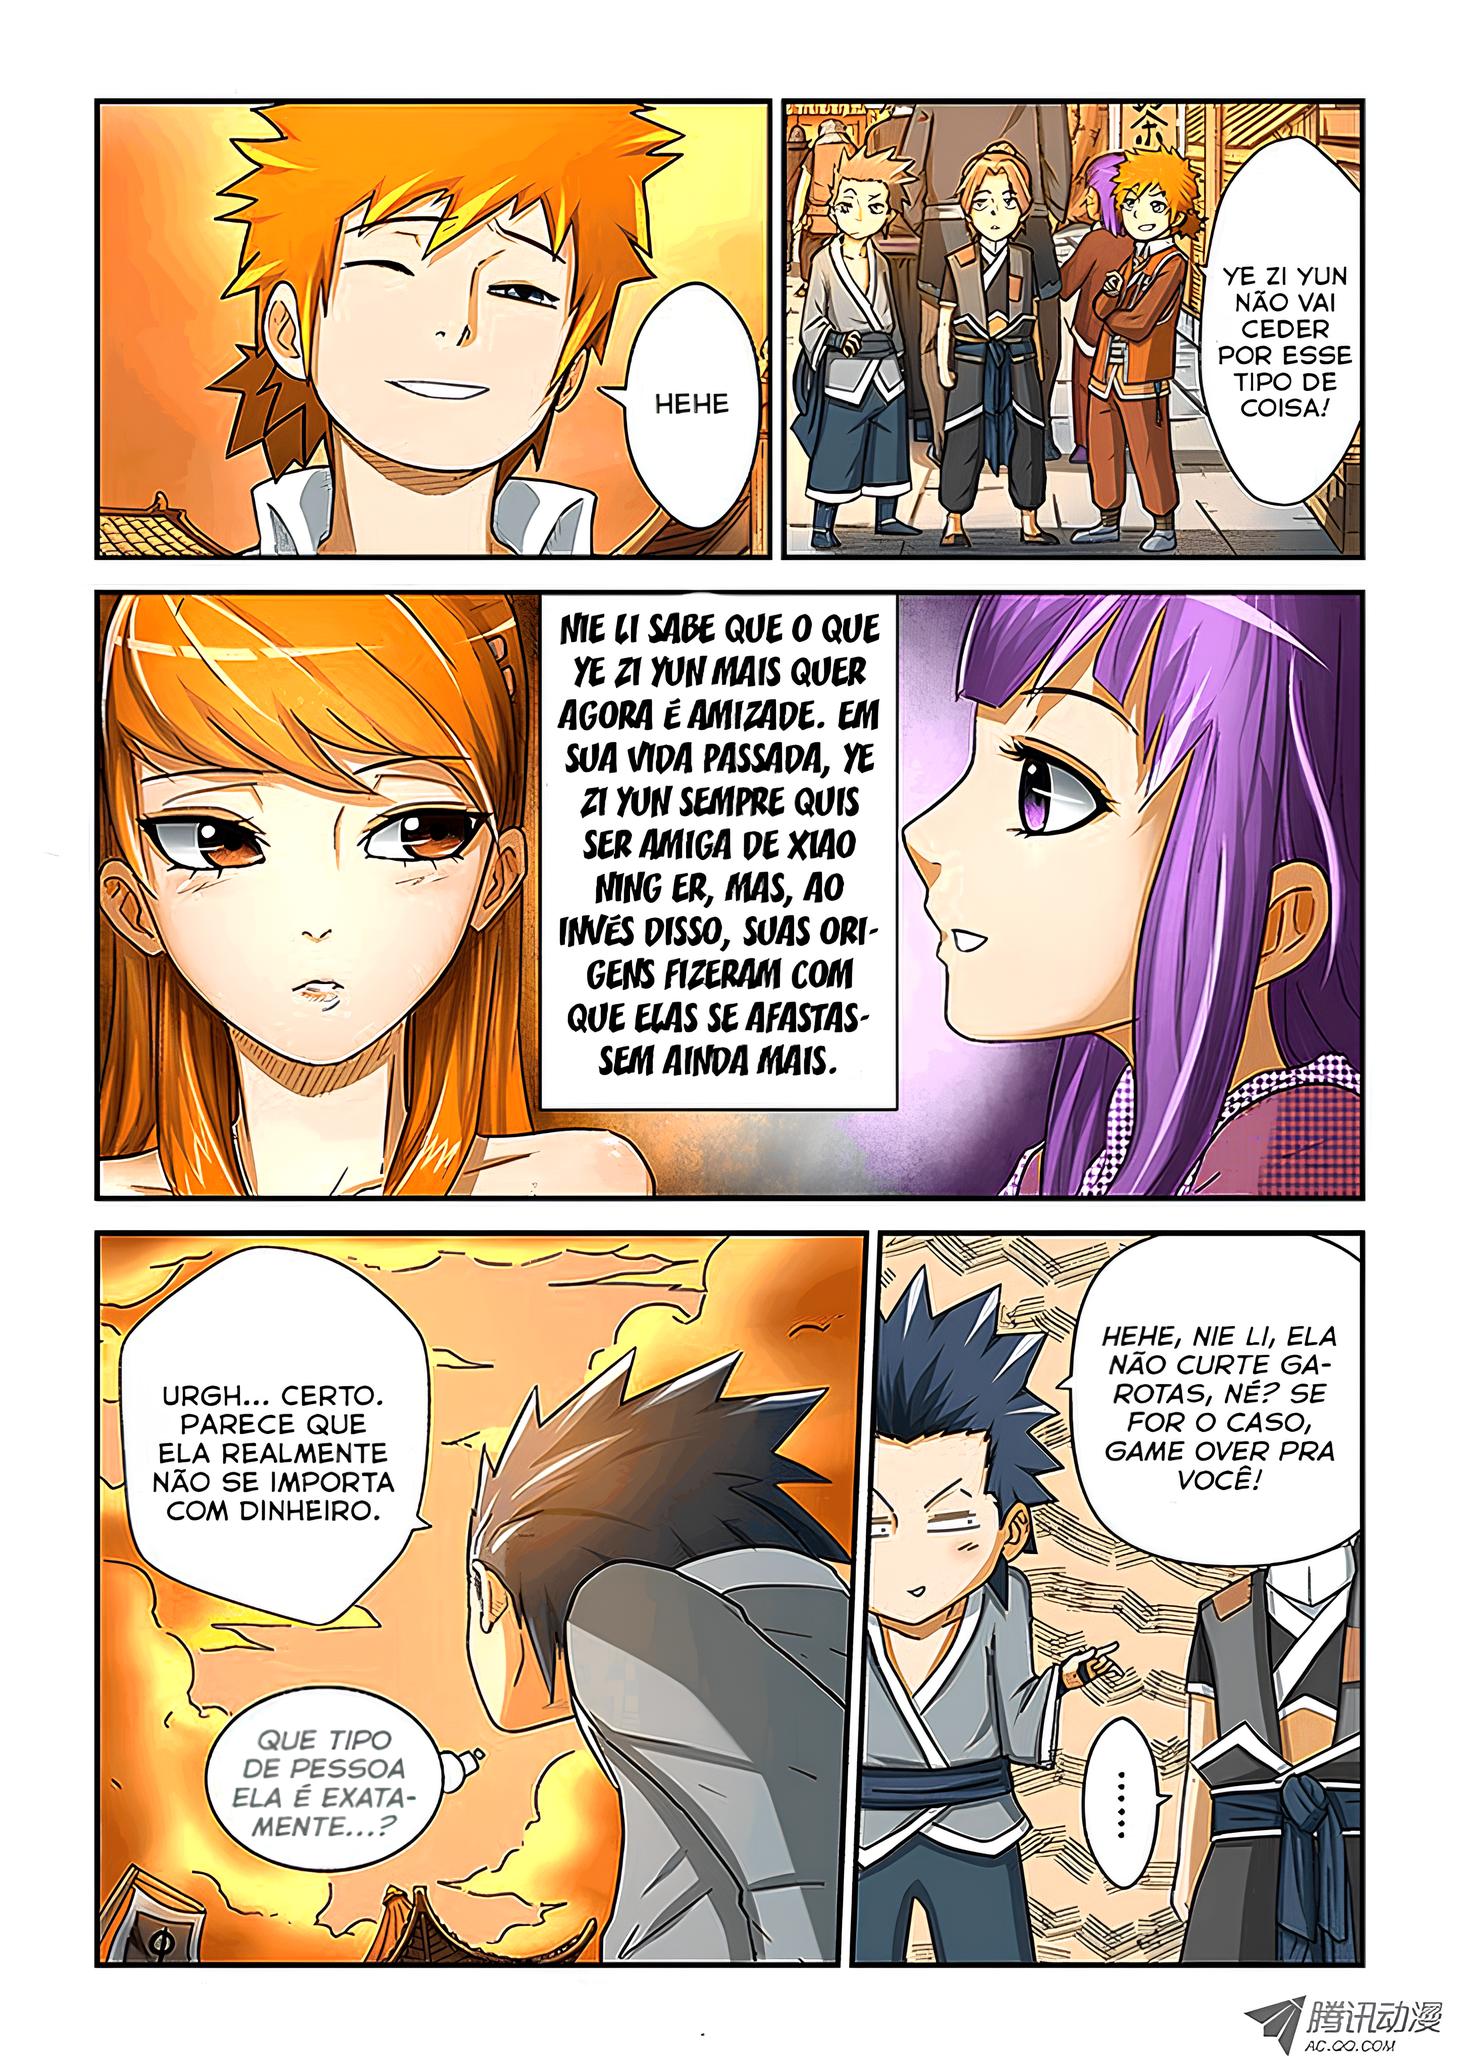 HEHE
茶
YE ZI YUN
NÃO VAI
CEDER
POR ESSE
TIPO DE
COISA!
NIE LI SABE QUE O QUE
YE ZI YUN MAIS QUER
AGORA É AMIZADE. EM
SUA VIDA PASSADA, YE
ZI YUN SEMPRE QUIS
SER AMIGA DE XIAO
NING ER, MAS, AO
INVÉS DISSO, SUAS ORI-
GENS FIZERAM COM
QUE ELAS SE AFASTAS-
SEM AINDA MAIS.
URGH... CERTO.
PARECE QUE
ELA REALMENTE
NÃO SE IMPORTA
COM DINHEIRO.
QUE TIPO
DE PESSOA
ELA É EXATA-
MENTE...?
HEHE, NIE LI, ELA
NÃO CURTE GA-
ROTAS, NÉ? SE
FOR O CASO,
GAME OVER PRA
VOCÊ!
......
腾讯动漫
AC.QQ.COM